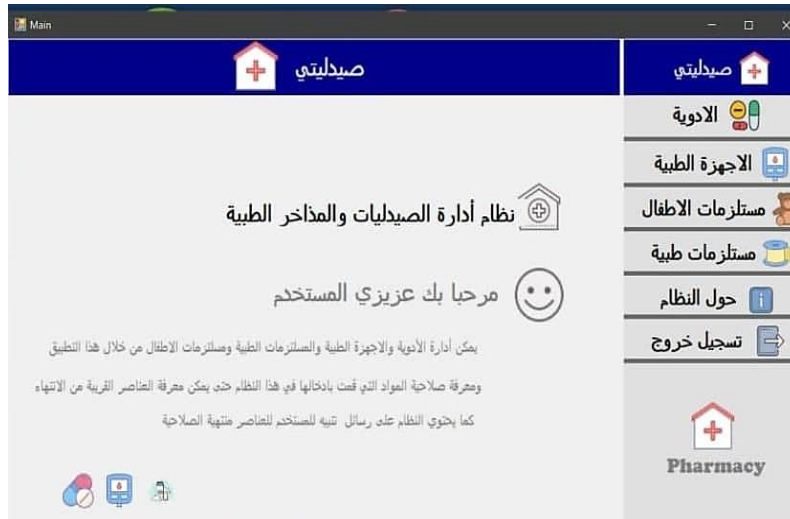 Main
صيدليتي
صيدليتي
الادوية
الاجهزة الطبية
مستلزمات الاطفال
مستلزمات طبية
حول النظام
تسجيل خروج
Pharmacy
نظام أدارة الصيدليات والمذاخر الطبية
مرحبا بك عزيزي المستخدم
يمكن أدارة الأدوية والاجهزة الطبية والمسلتزمات الطبية ومسلتزمات الاطفال من خلال هذا التطبيق
ومعرفة صلاحية المواد التي قمت بادخالها في هذا النظام حتى يمكن معرفة العناصر القريبة من الانتهاء
كما يحتوي النظام على رسائل تنبيه للمستخدم للعناصر منتهية الصلاحية